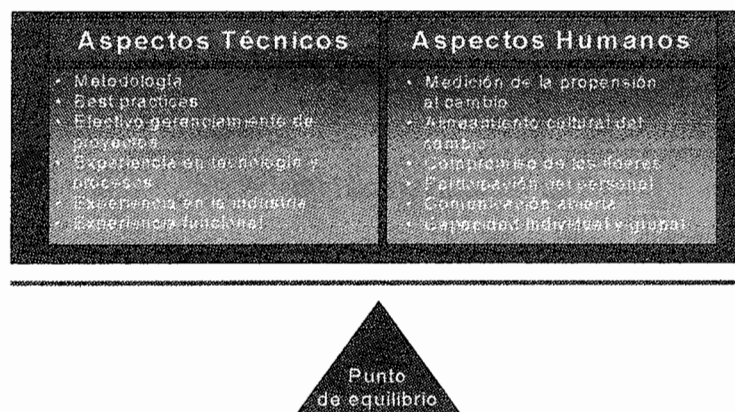 Aspectos Técnicos
• Metodología
• Best practices
• Efectivo gerenciamiento de
proyectos
• Experiencia en tecnología y
procesos
• Experiencia en la industria
• Experiencia funcional
Aspectos Humanos
• Medición de la propensión
al cambio
• Alineamiento cultural del
cambio
• Compromiso de los líderes
• Participación del personal
• Comunicación abierta
• Capacidad individual y grupal
Punto
de equilibrio